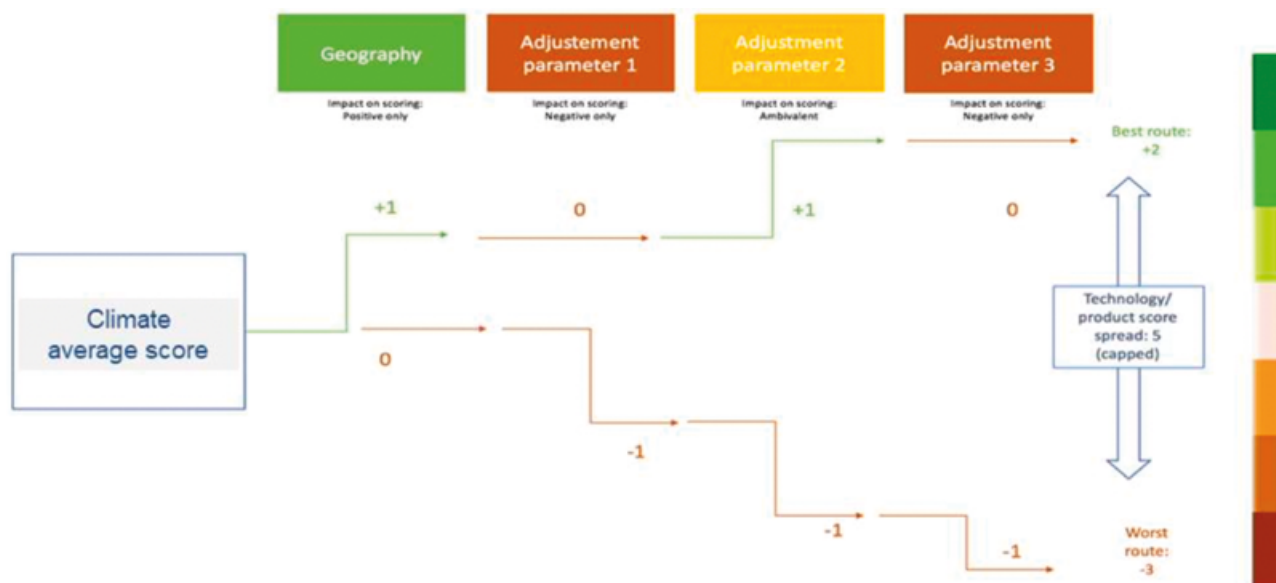 Geography
Adjustement
parameter 1
Adjustment
parameter 2
Adjustment
parameter 3
Impact on scoring:
Positive only
Impact on scoring:
Negative only
Impact on scoring:
Ambivalent
Impact on scoring:
Negative only
Best route:
+2
+1
0
+1
0
Climate
average score
Technology/
product score
spread: 5
(capped)
0
-1
-1
-1
Worst
route:
-3